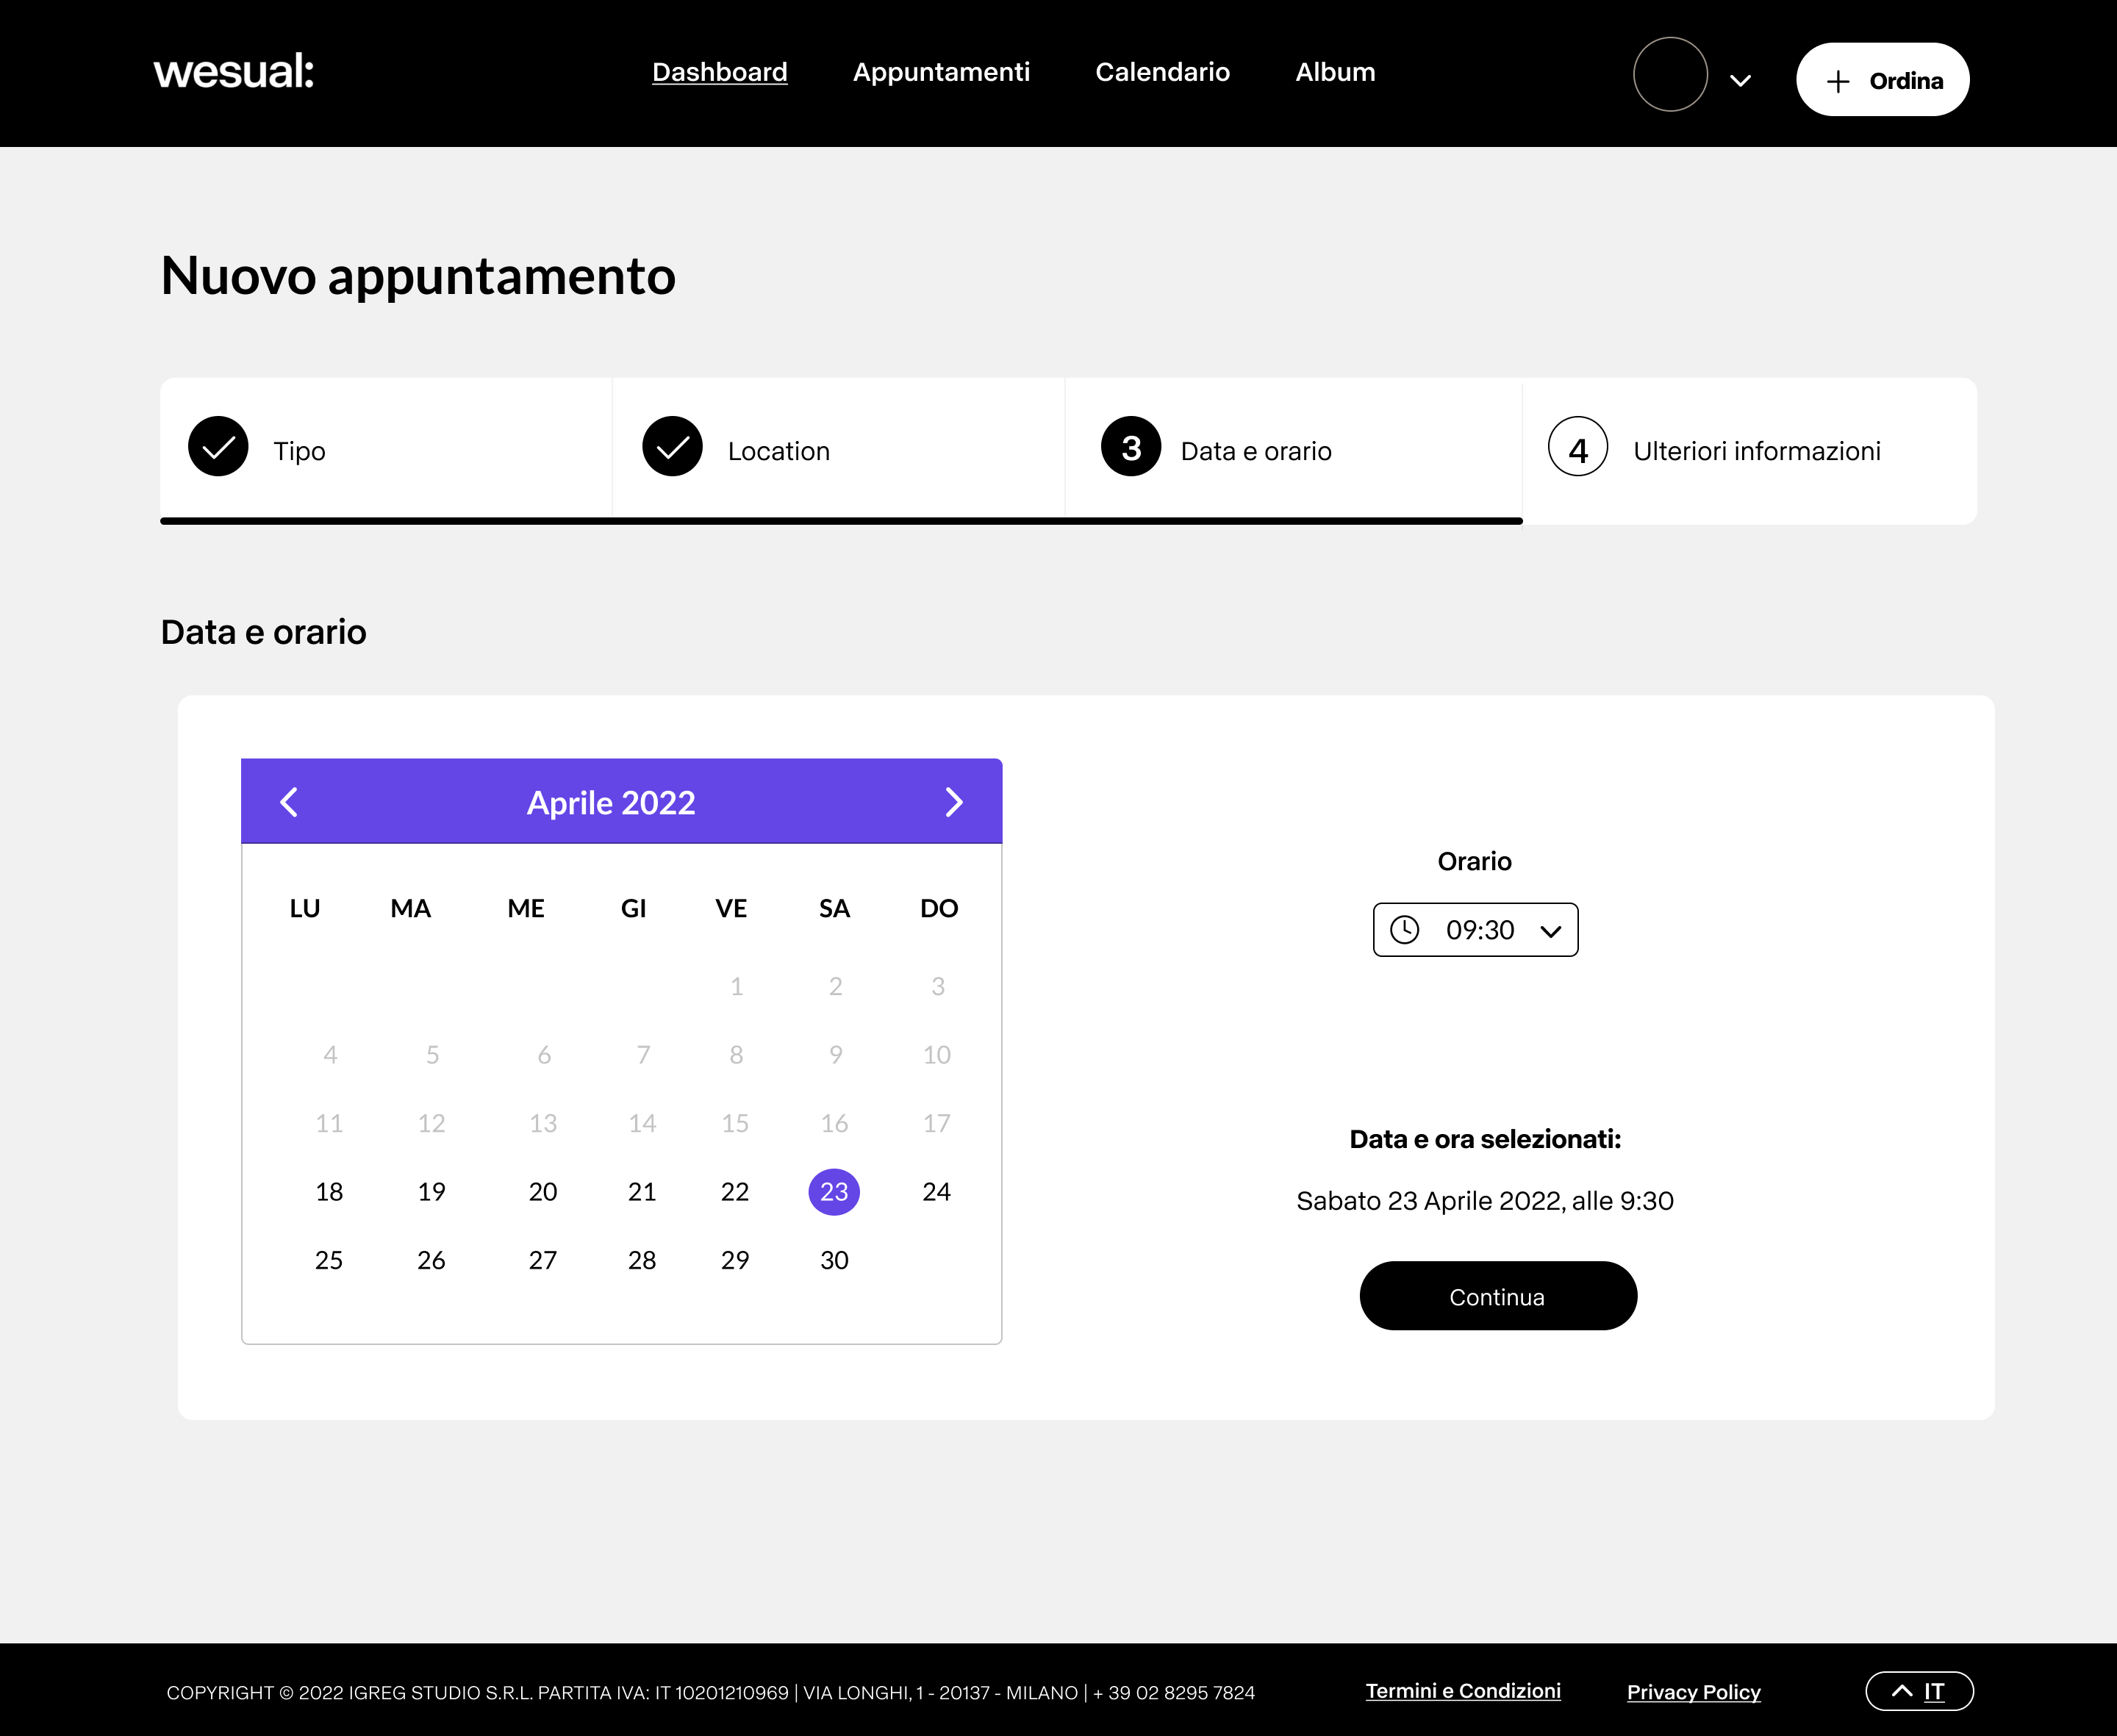 wesual:
Dashboard Appuntamenti Calendario Album
Ordina
Nuovo appuntamento
Tipo
Location
3 Data e orario
4 Ulteriori informazioni
Data e orario
Aprile 2022
LU MA ME GI VE SA DO
1 2 3
4 5 6 7 8 9 10
11 12 13 14 15 16 17
18 19 20 21 22 23 24
25 26 27 28 29 30
Orario
09:30
Data e ora selezionati:
Sabato 23 Aprile 2022, alle 9:30
Continua
COPYRIGHT © 2022 IGREG STUDIO S.R.L. PARTITA IVA: IT 10201210969 | VIA LONGHI, 1 - 20137 - MILANO | + 39 02 8295 7824
Termini e Condizioni
Privacy Policy
IT